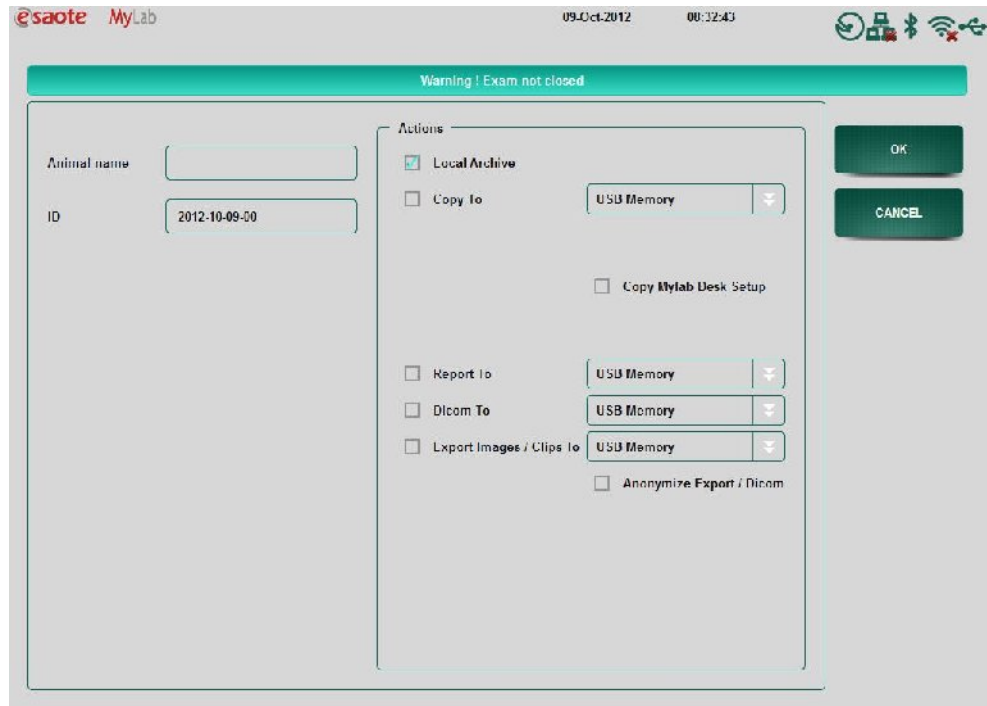 esaote MyLab
09-Oct-2012 08:32:43
Warning ! Exam not closed
Actions
Animal name
Local Archive
OK
Copy To USB Memory
ID 2012-10-09-00
CANCEL
Copy Mylab Desk Setup
Report To USB Memory
Dicom To USB Memory
Export Images / Clips To USB Memory
Anonymize Export / Dicom